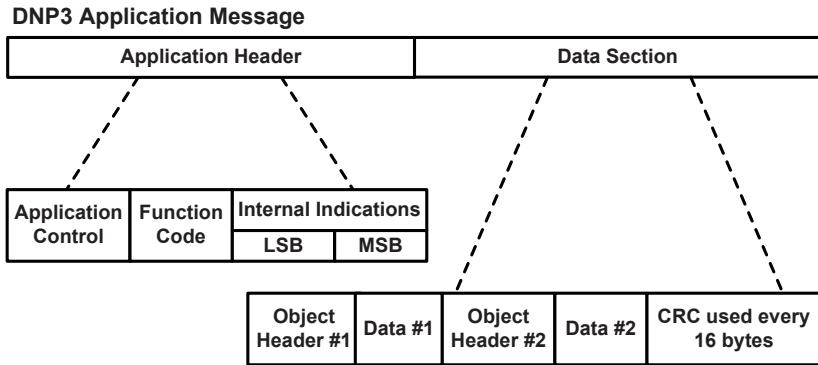 DNP3 Application Message
Application Header
Data Section
Application
Control
Function
Code
Internal Indications
LSB
MSB
Object
Header #1
Data #1
Object
Header #2
Data #2
CRC used every
16 bytes